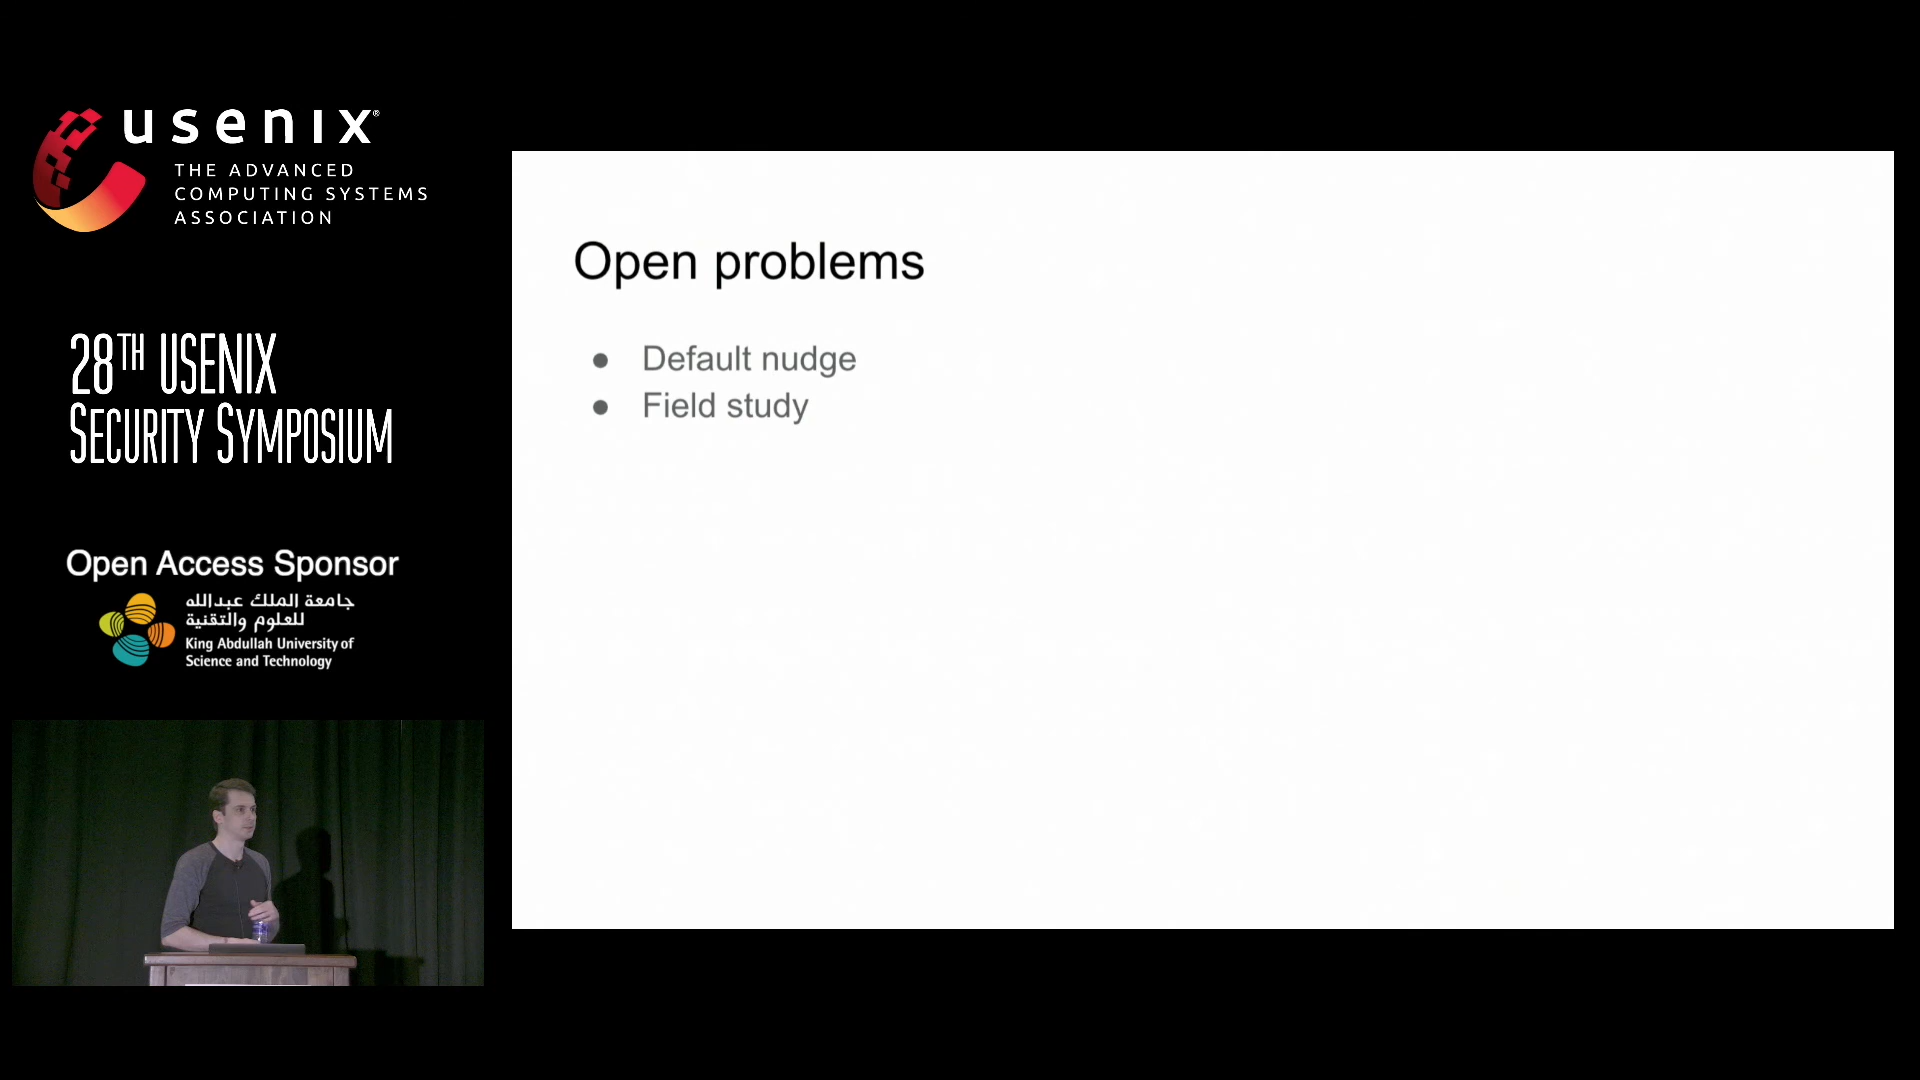 usenix®
THE ADVANCED
COMPUTING SYSTEMS
ASSOCIATION
28TH USENIX
SECURITY SYMPOSIUM
Open Access Sponsor
جامعة الملك عبدالله
للعلوم والتقنية
King Abdullah University of
Science and Technology
Open problems
● Default nudge
● Field study